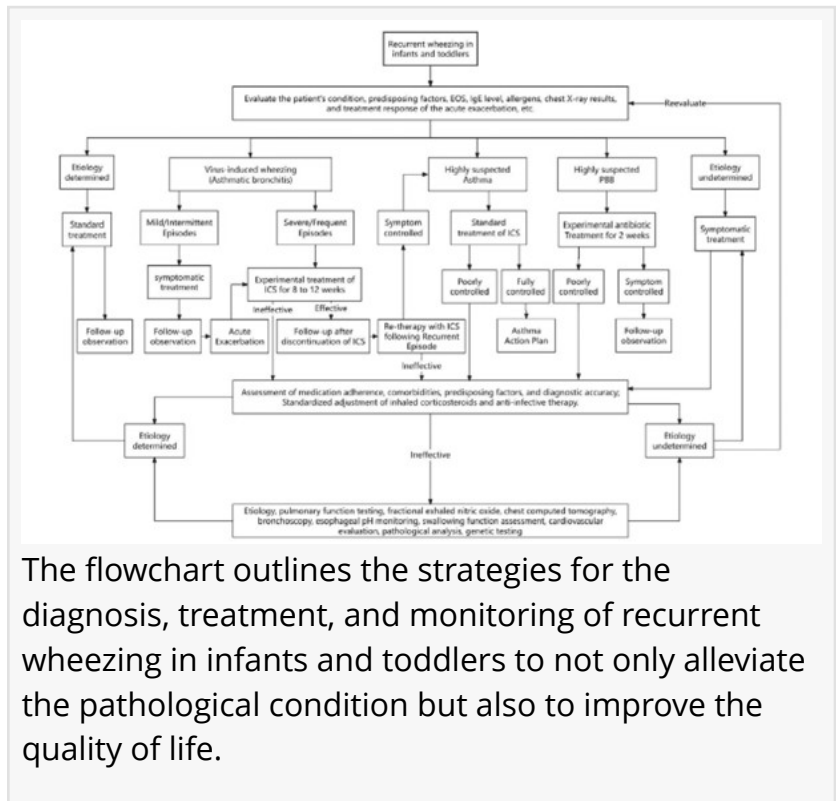 Recurrent wheezing in
infants and toddlers
Evaluate the patient's condition, predisposing factors, EOS, IgE level, allergens, chest X-ray results,
and treatment response of the acute exacerbation, etc.
Reevaluate
Etiology
determined
Virus-induced wheezing
(Asthmatic bronchitis)
Highly suspected
Asthma
Highly suspected
PBB
Etiology
undetermined
Standard
treatment
Mild/Intermittent
Episodes
Severe/Frequent
Episodes
Symptom
controlled
Standard
treatment of ICS
Experimental antibiotic
Treatment for 2 weeks
Symptomatic
treatment
symptomatic
treatment
Experimental treatment of
ICS for 8 to 12 weeks
Poorly
controlled
Fully
controlled
Poorly
controlled
Symptom
controlled
Ineffective
Effective
Follow-up
observation
Follow-up
observation
Acute
Exacerbation
Follow-up after
discontinuation of ICS
Re-therapy with ICS
following Recurrent
Episode
Asthma
Action Plan
Follow-up
observation
Ineffective
Assessment of medication adherence, comorbidities, predisposing factors, and diagnostic accuracy;
Standardized adjustment of inhaled corticosteroids and anti-infective therapy.
Etiology
determined
Etiology
undetermined
Ineffective
Etiology, pulmonary function testing, fractional exhaled nitric oxide, chest computed tomography,
bronchoscopy, esophageal pH monitoring, swallowing function assessment, cardiovascular
evaluation, pathological analysis, genetic testing
The flowchart outlines the strategies for the
diagnosis, treatment, and monitoring of recurrent
wheezing in infants and toddlers to not only alleviate
the pathological condition but also to improve the
quality of life.